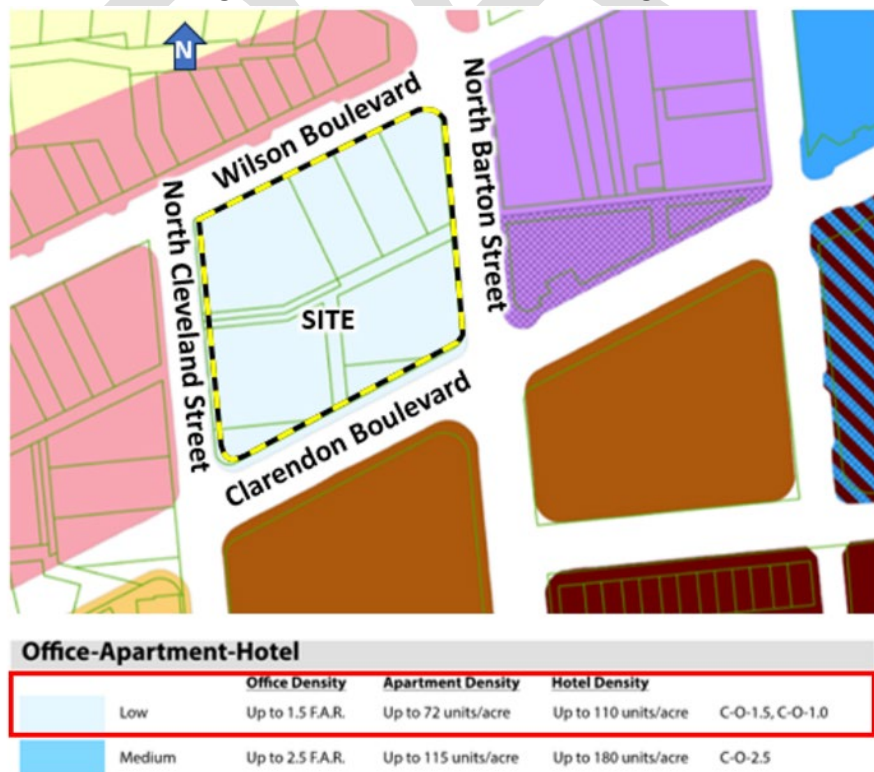 N
Wilson Boulevard
North Barton Street
North Cleveland Street
SITE
Clarendon Boulevard
Office-Apartment-Hotel
Office Density Apartment Density Hotel Density
Low Up to 1.5 F.A.R. Up to 72 units/acre Up to 110 units/acre C-O-1.5, C-O-1.0
Medium Up to 2.5 F.A.R. Up to 115 units/acre Up to 180 units/acre C-O-2.5